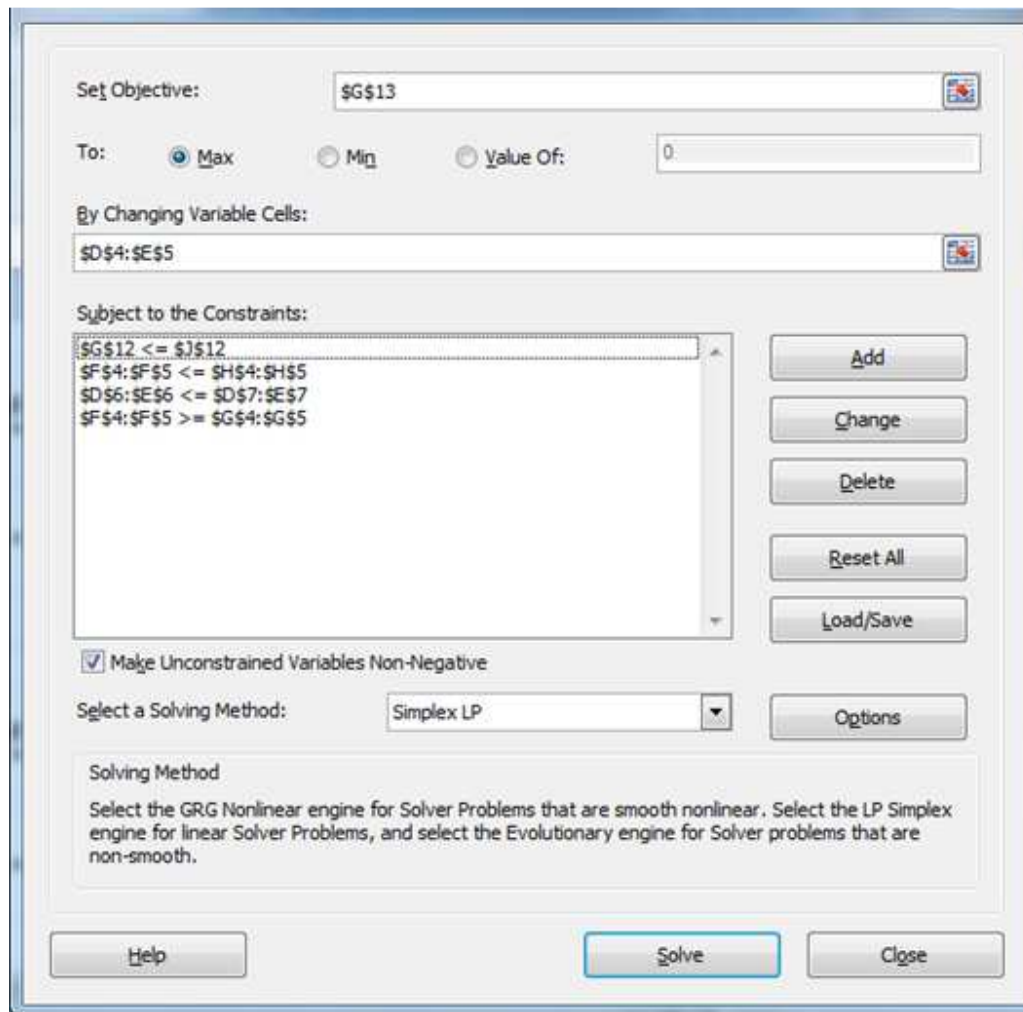 Set Objective: $G$13
To: Max Min Value Of: 0
By Changing Variable Cells:
$D$4:$E$5
Subject to the Constraints:
$G$12 <= $J$12
$F$4:$F$5 <= $H$4:$H$5
$D$6:$E$6 <= $D$7:$E$7
$F$4:$F$5 >= $G$4:$G$5
Add
Change
Delete
Reset All
Load/Save
Make Unconstrained Variables Non-Negative
Select a Solving Method: Simplex LP Options
Solving Method
Select the GRG Nonlinear engine for Solver Problems that are smooth nonlinear. Select the LP Simplex
engine for linear Solver Problems, and select the Evolutionary engine for Solver problems that are
non-smooth.
Help Solve Close